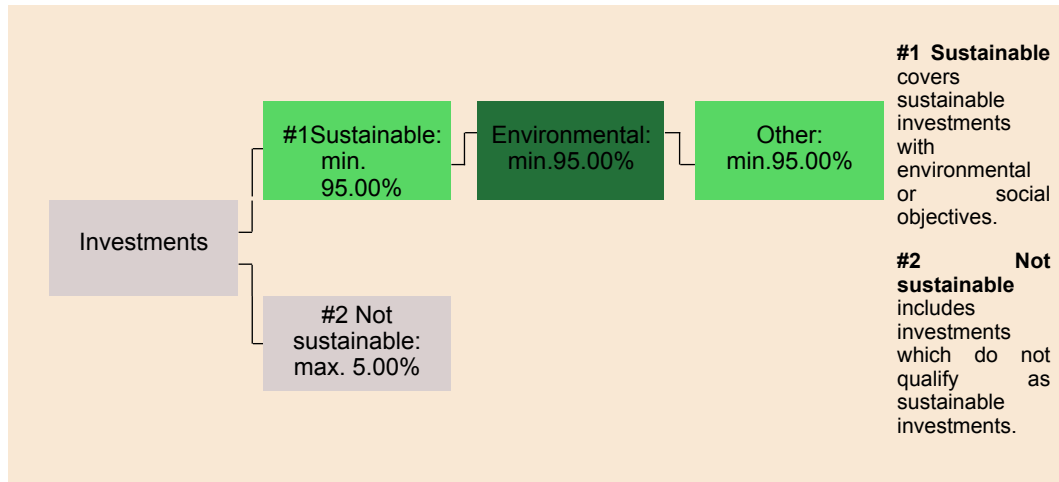 #1Sustainable:
min.
95.00%
Environmental:
min.95.00%
Other:
min.95.00%
Investments
#2 Not
sustainable:
max. 5.00%
#1 Sustainable
covers
sustainable
investments
with
environmental
or social
objectives.
#2 Not
sustainable
includes
investments
which do not
qualify as
sustainable
investments.